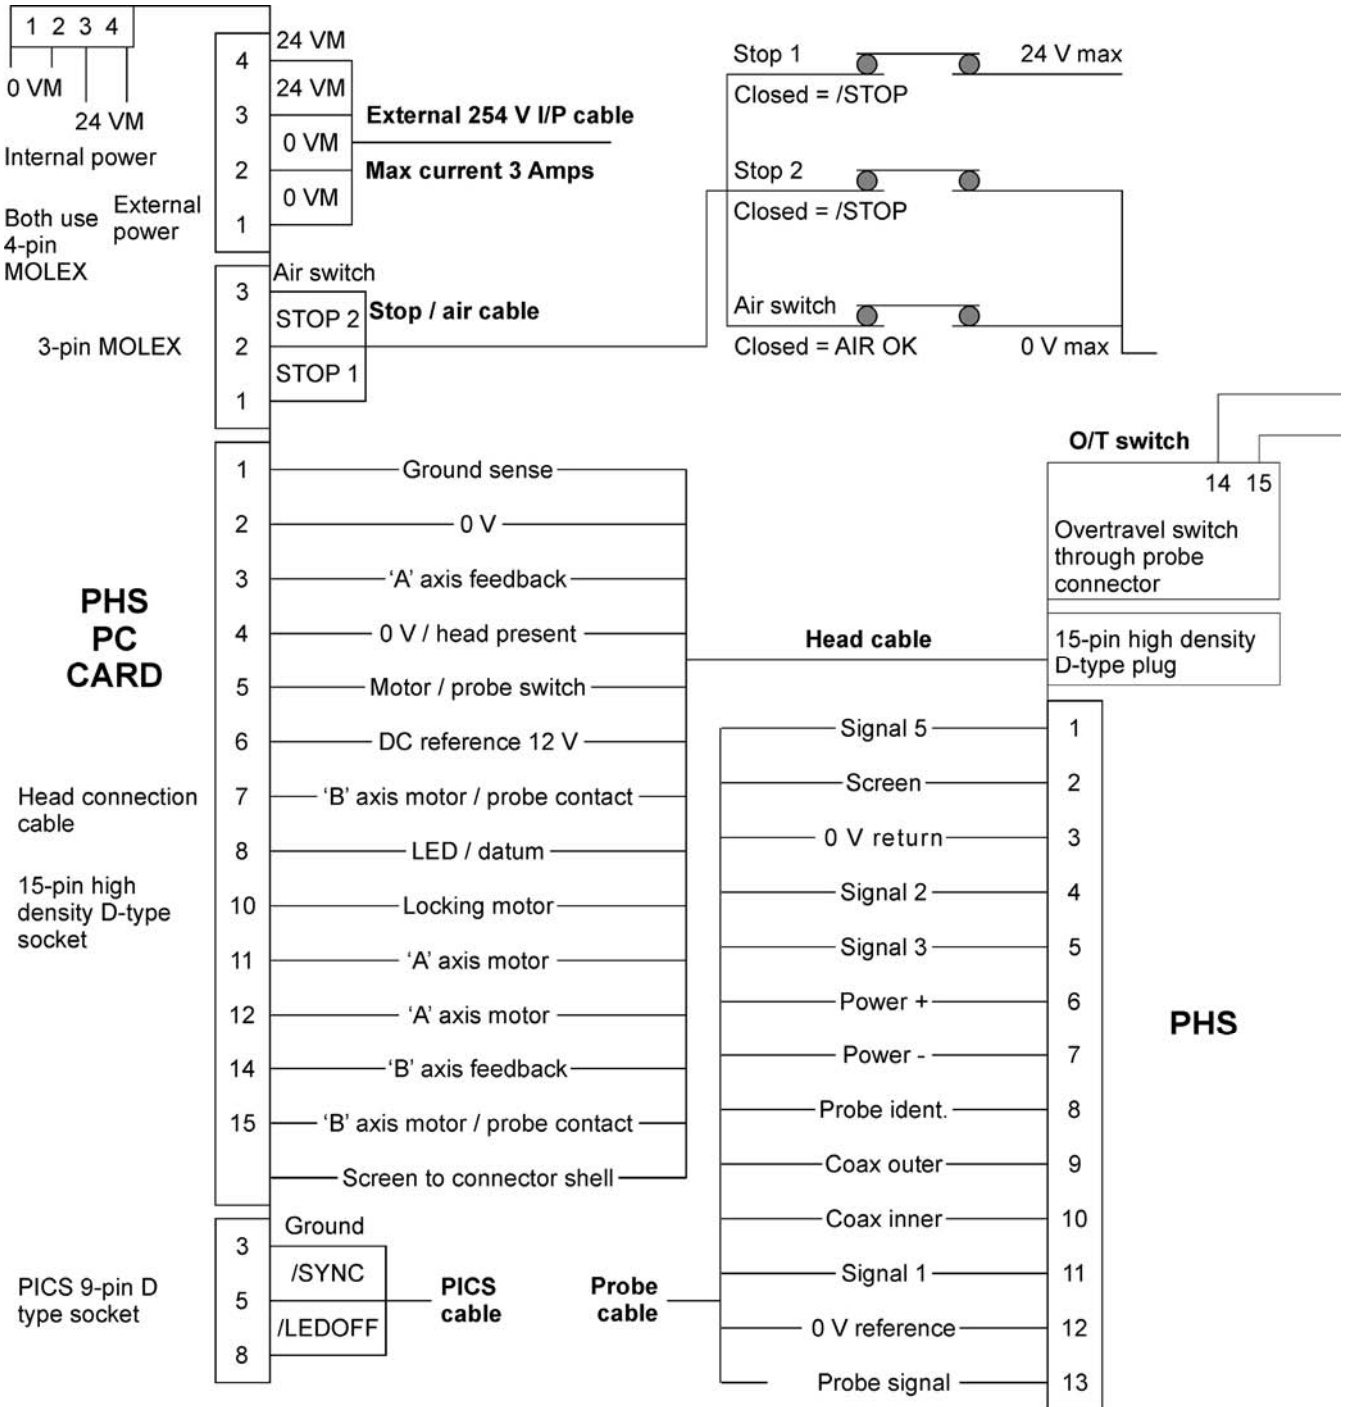 1 2 3 4
0 VM
24 VM
Internal power
Both use
4-pin
MOLEX
External
power
4
3
2
1
24 VM
24 VM
0 VM
0 VM
External 254 V I/P cable
Max current 3 Amps
3-pin MOLEX
3
2
1
Air switch
STOP 2
STOP 1
Stop / air cable
Stop 1
24 V max
Closed = /STOP
Stop 2
Closed = /STOP
Air switch
Closed = AIR OK
0 V max
PHS
PC
CARD
Head connection
cable
15-pin high
density D-type
socket
1 Ground sense
2 0 V
3 ‘A’ axis feedback
4 0 V / head present
5 Motor / probe switch
6 DC reference 12 V
7 ‘B’ axis motor / probe contact
8 LED / datum
10 Locking motor
11 ‘A’ axis motor
12 ‘A’ axis motor
14 ‘B’ axis feedback
15 ‘B’ axis motor / probe contact
Screen to connector shell
Head cable
O/T switch
14 15
Overtravel switch
through probe
connector
15-pin high density
D-type plug
Signal 5 1
Screen 2
0 V return 3
Signal 2 4
Signal 3 5
Power + 6
Power - 7
Probe ident. 8
Coax outer 9
Coax inner 10
Signal 1 11
0 V reference 12
Probe signal 13
PHS
PICS 9-pin D
type socket
3
5
8
Ground
/SYNC
/LEDOFF
PICS
cable
Probe
cable